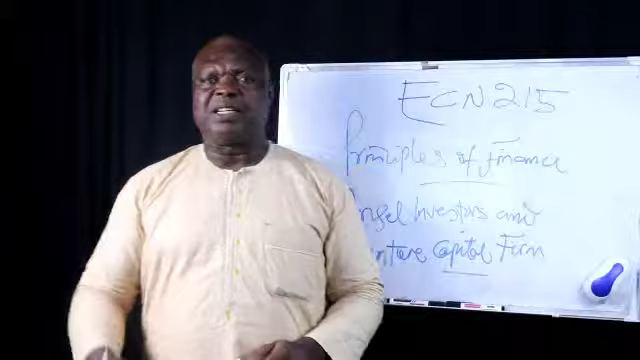 ECN 215
Principles of finance
Angel Investors and
Venture Capital Firm